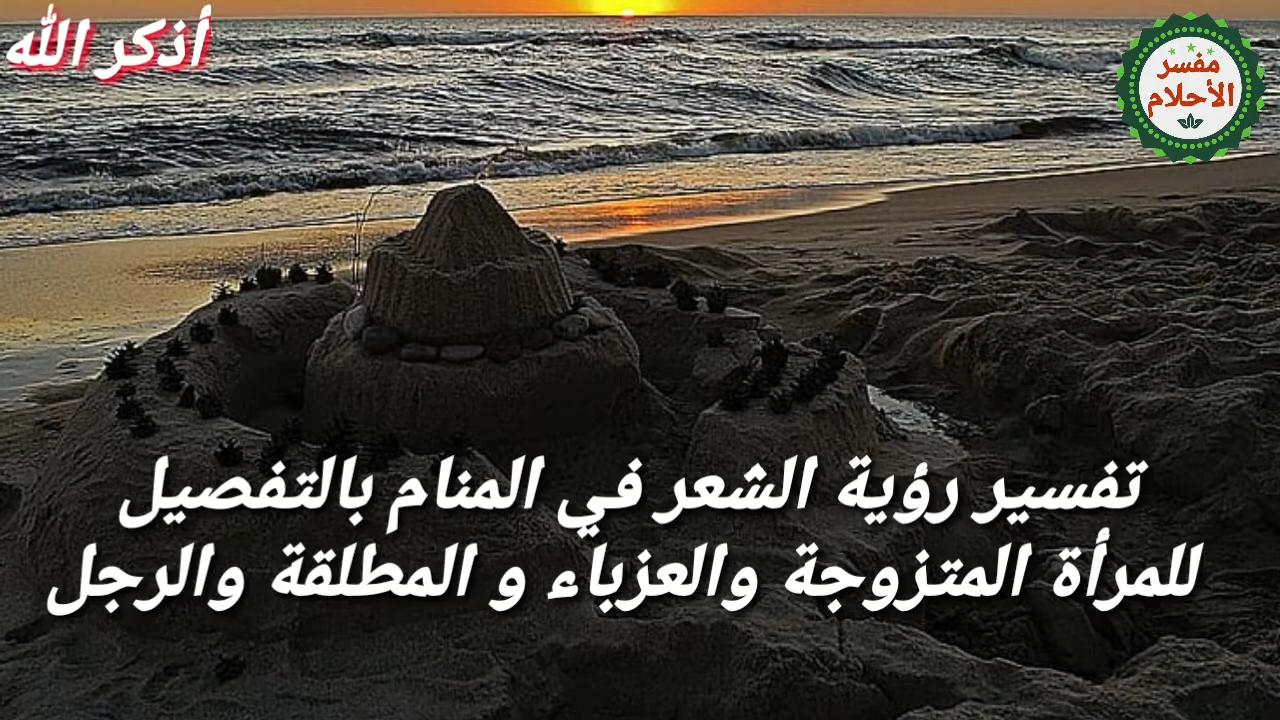 أذكر الله
مفسر
الأحلام
تفسير رؤية الشعر في المنام بالتفصيل
للمرأة المتزوجة والعزباء و المطلقة والرجل